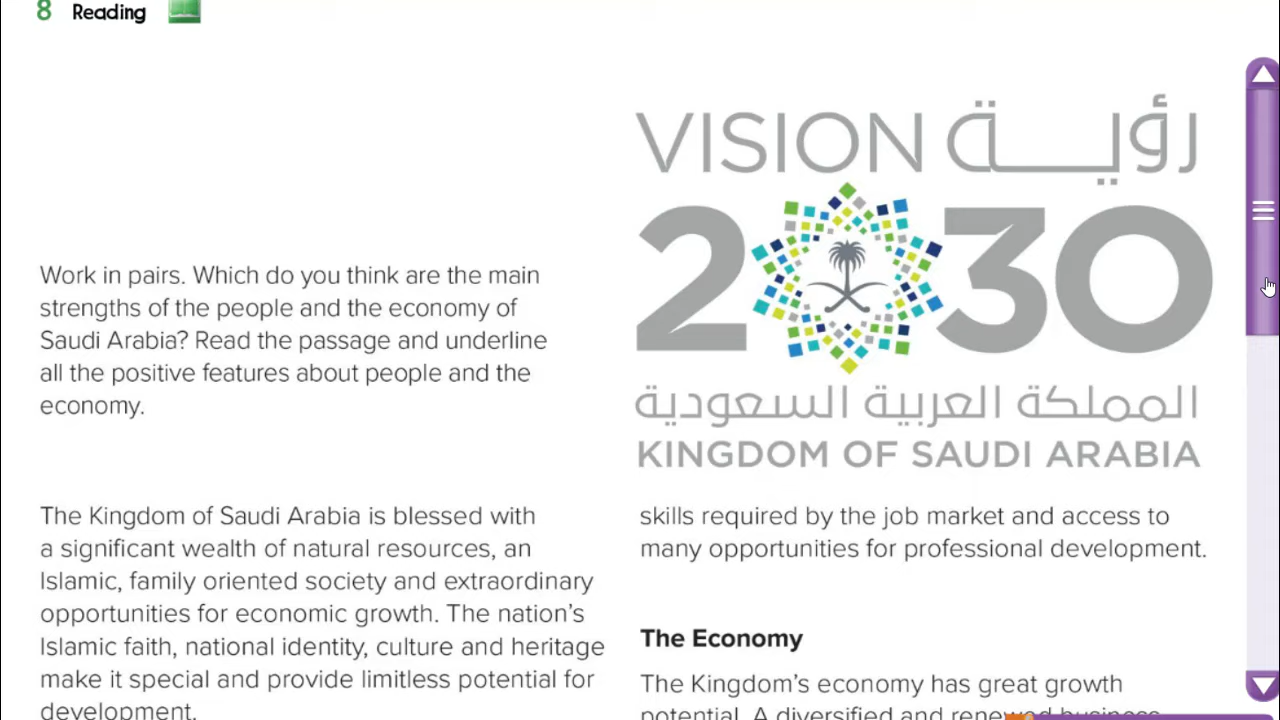 8 Reading
VISION رؤية
2030
المملكة العربية السعودية
KINGDOM OF SAUDI ARABIA
Work in pairs. Which do you think are the main
strengths of the people and the economy of
Saudi Arabia? Read the passage and underline
all the positive features about people and the
economy.
The Kingdom of Saudi Arabia is blessed with
a significant wealth of natural resources, an
Islamic, family oriented society and extraordinary
opportunities for economic growth. The nation's
Islamic faith, national identity, culture and heritage
make it special and provide limitless potential for
development.
skills required by the job market and access to
many opportunities for professional development.
The Economy
The Kingdom's economy has great growth
potential. A diversified and renewed business